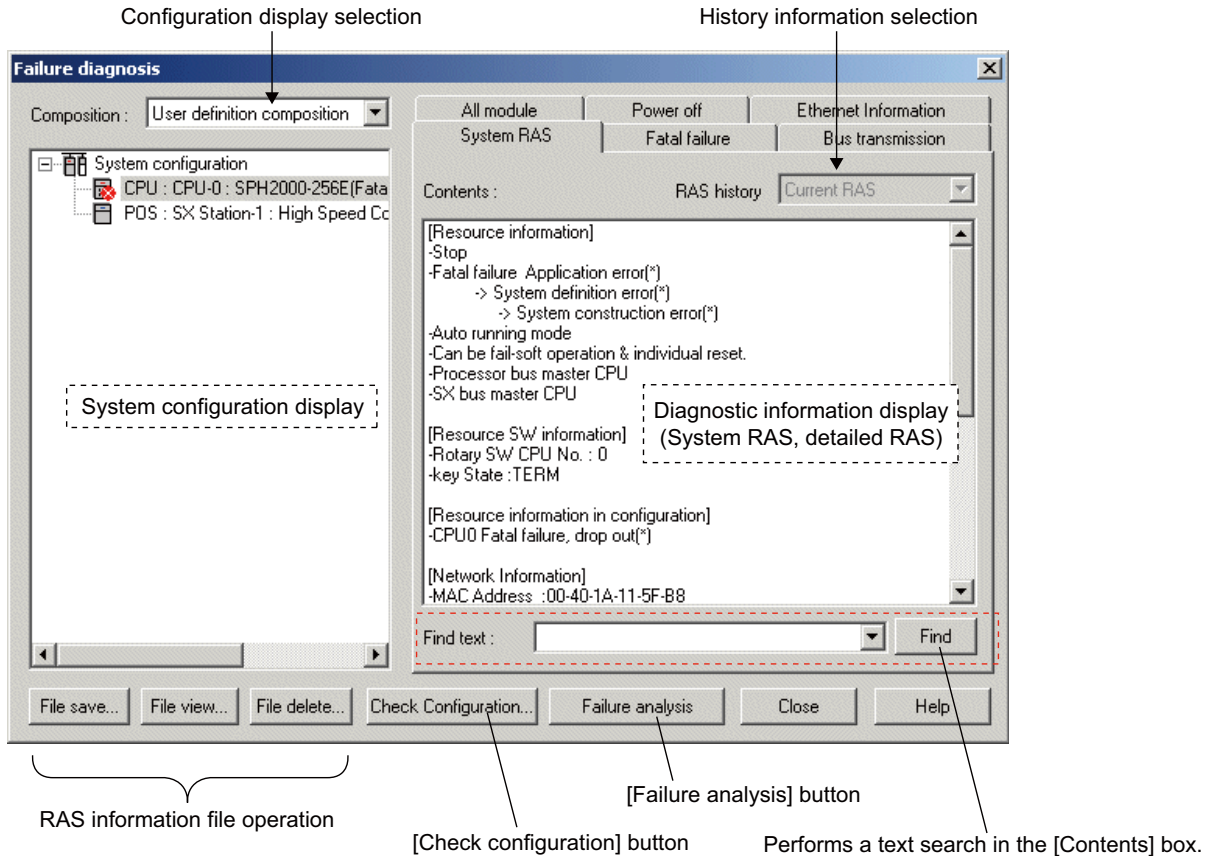 Configuration display selection
History information selection
Failure diagnosis
Composition :
User definition composition
System configuration
CPU : CPU-0 : SPH2000-256E(Fata
POS : SX Station-1 : High Speed Co
System configuration display
All module
Power off
Ethernet Information
System RAS
Fatal failure
Bus transmission
Contents :
RAS history
Current RAS
[Resource information]
-Stop
-Fatal failure Application error(*)
-> System definition error(*)
-> System construction error(*)
-Auto running mode
-Can be fail-soft operation & individual reset.
-Processor bus master CPU
-SX bus master CPU
[Resource SW information]
-Rotary SW CPU No. : 0
-key State :TERM
[Resource information in configuration]
-CPU0 Fatal failure, drop out(*)
[Network Information]
-MAC Address :00-40-1A-11-5F-B8
Diagnostic information display
(System RAS, detailed RAS)
Find text :
Find
File save...
File view...
File delete...
Check Configuration...
Failure analysis
Close
Help
RAS information file operation
[Check configuration] button
[Failure analysis] button
Performs a text search in the [Contents] box.